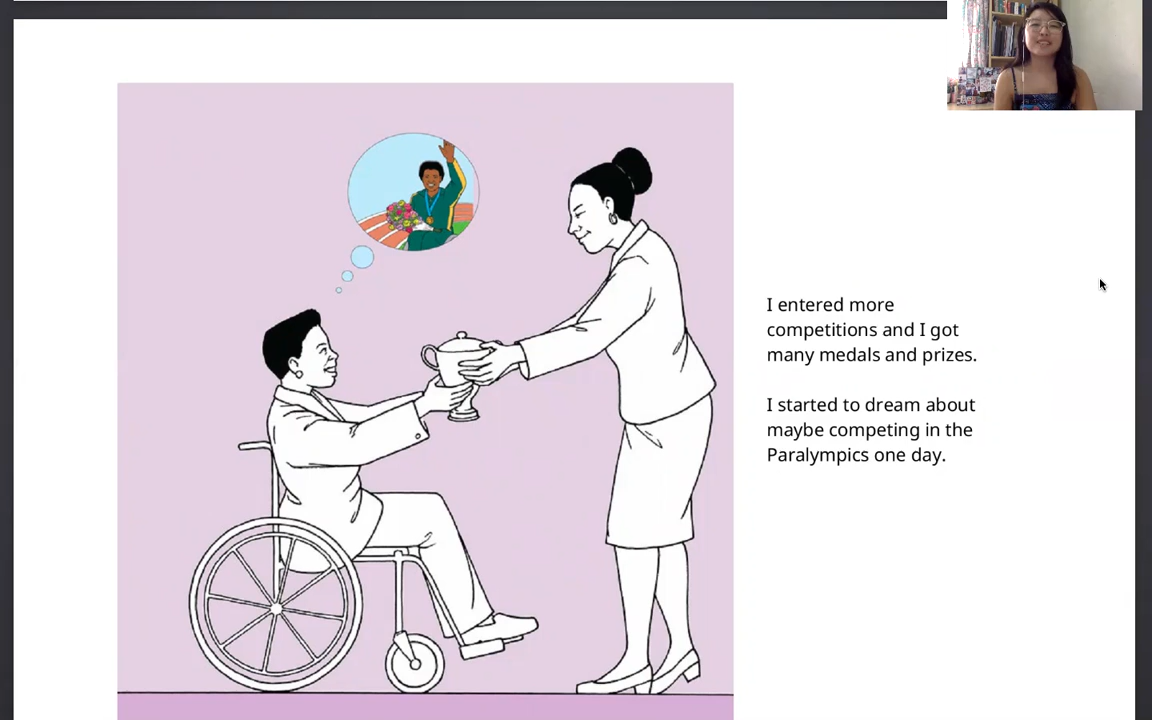 I entered more
competitions and I got
many medals and prizes.
I started to dream about
maybe competing in the
Paralympics one day.